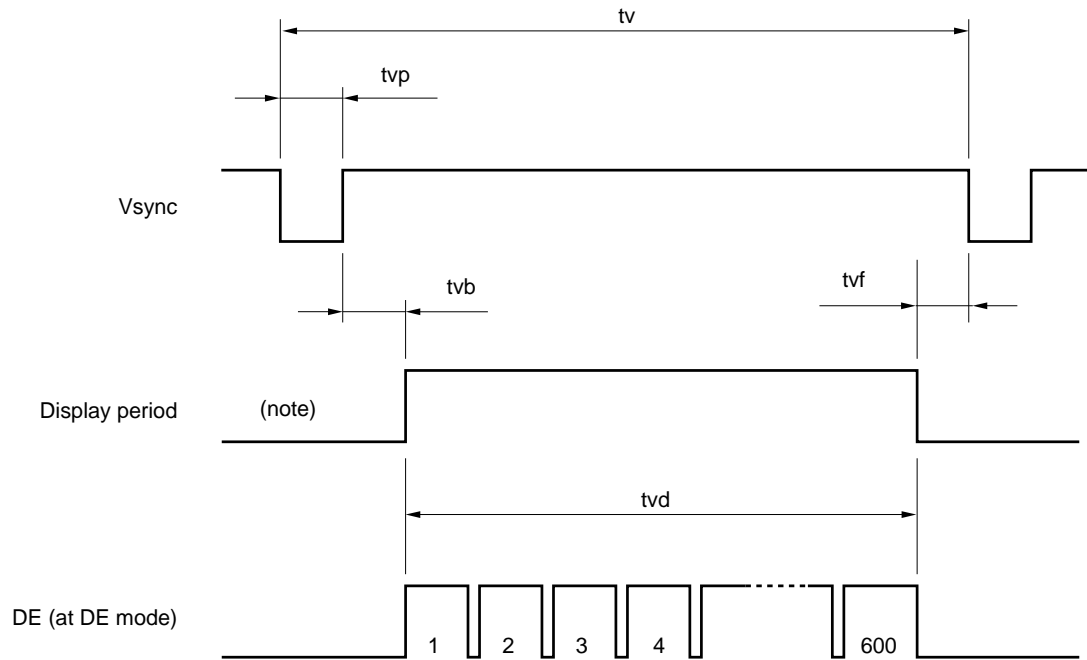 tv
tvp
Vsync
tvb
tvf
Display period (note)
tvd
DE (at DE mode)
1 2 3 4 600